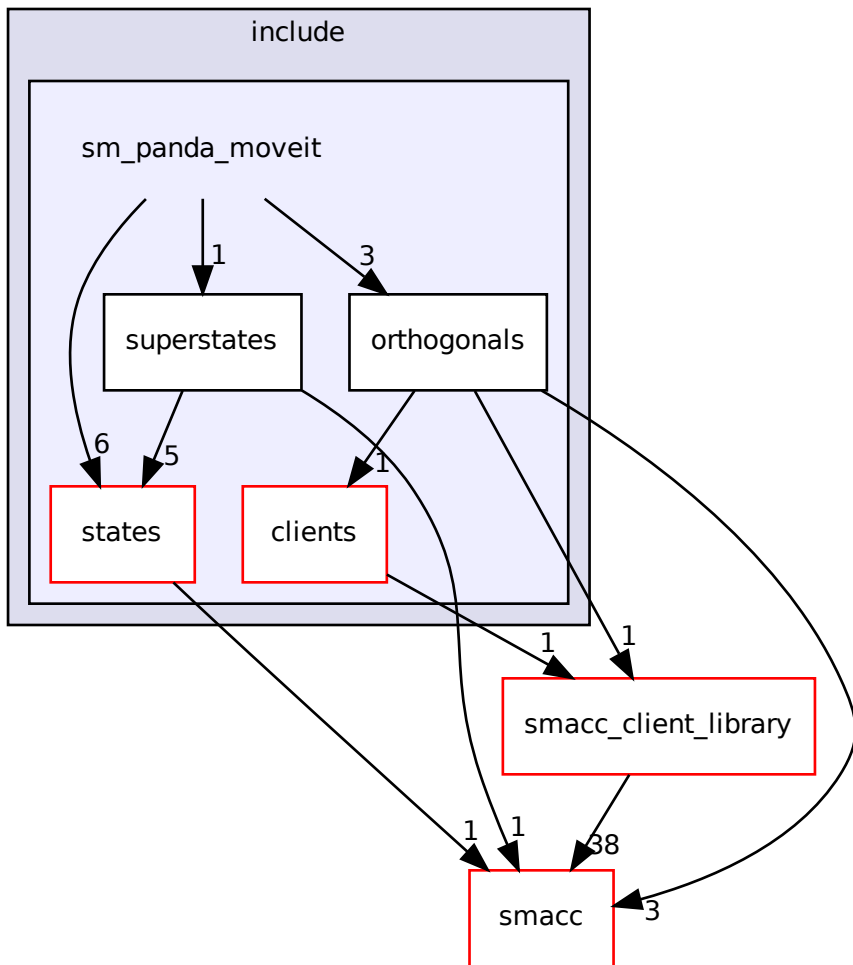 include
sm_panda_moveit
1
3
superstates
orthogonals
6
5
1
states
clients
1
1
smacc_client_library
1
1
38
3
smacc